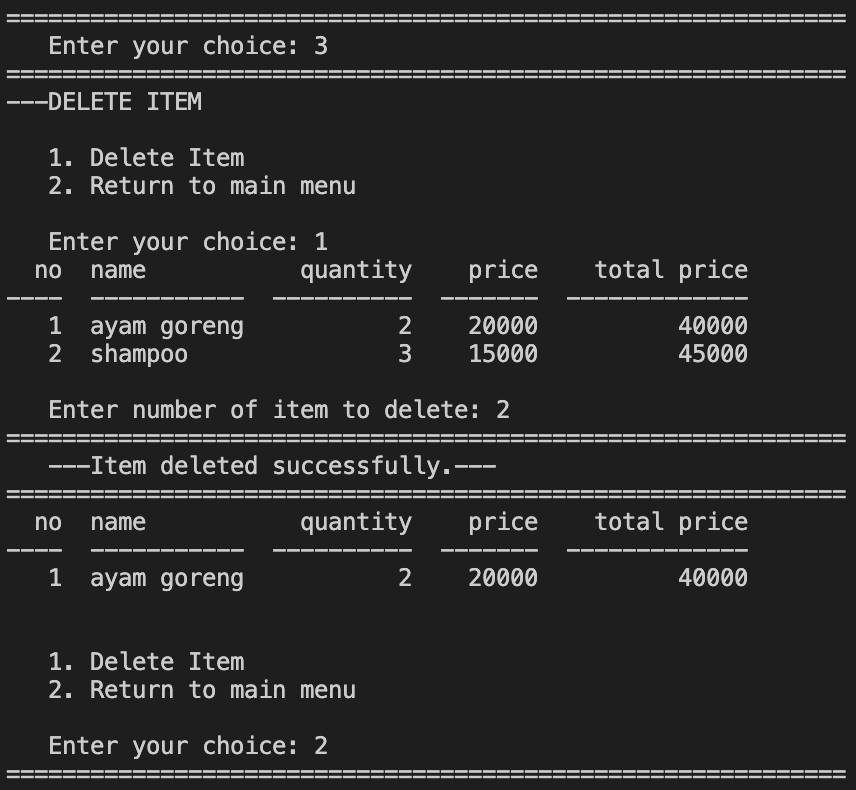 ============================================================
   Enter your choice: 3
============================================================
---DELETE ITEM

   1. Delete Item
   2. Return to main menu

   Enter your choice: 1
  no  name           quantity    price    total price
----  -----------  ----------  -------  -------------
   1  ayam goreng           2    20000          40000
   2  shampoo               3    15000          45000

   Enter number of item to delete: 2
============================================================
   ---Item deleted successfully.---
============================================================
  no  name           quantity    price    total price
----  -----------  ----------  -------  -------------
   1  ayam goreng           2    20000          40000


   1. Delete Item
   2. Return to main menu

   Enter your choice: 2
============================================================